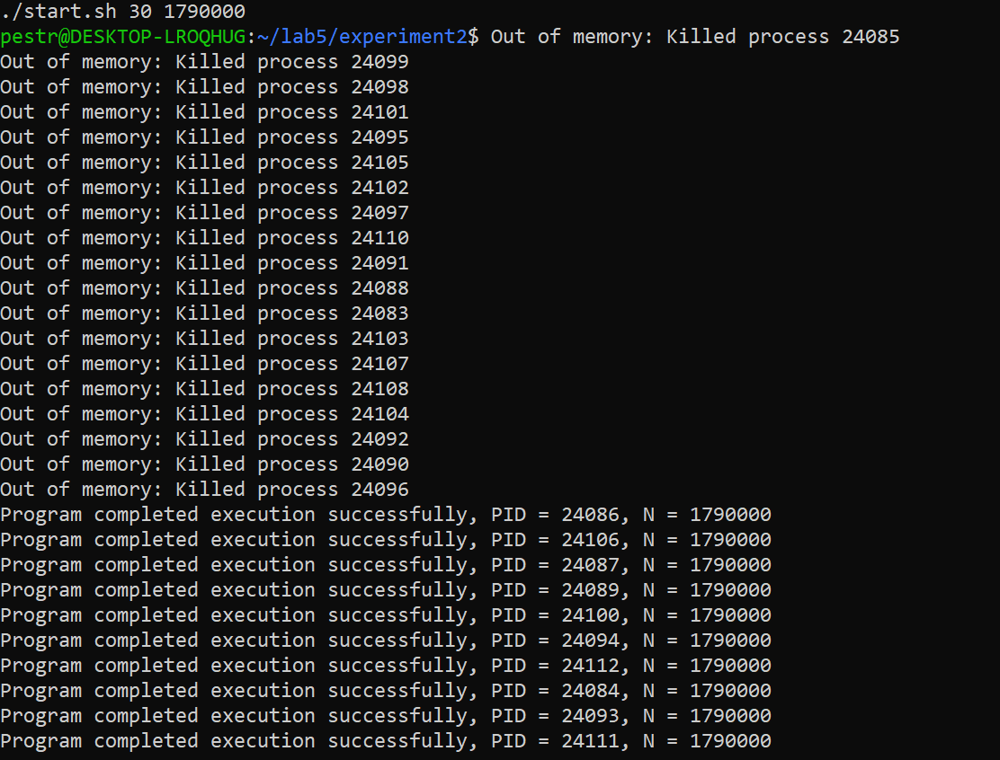 ./start.sh 30 1790000
pestr@DESKTOP-LROQHUG:~/lab5/experiment2$ Out of memory: Killed process 24085
Out of memory: Killed process 24099
Out of memory: Killed process 24098
Out of memory: Killed process 24101
Out of memory: Killed process 24095
Out of memory: Killed process 24105
Out of memory: Killed process 24102
Out of memory: Killed process 24097
Out of memory: Killed process 24110
Out of memory: Killed process 24091
Out of memory: Killed process 24088
Out of memory: Killed process 24083
Out of memory: Killed process 24103
Out of memory: Killed process 24107
Out of memory: Killed process 24108
Out of memory: Killed process 24104
Out of memory: Killed process 24092
Out of memory: Killed process 24090
Out of memory: Killed process 24096
Program completed execution successfully, PID = 24086, N = 1790000
Program completed execution successfully, PID = 24106, N = 1790000
Program completed execution successfully, PID = 24087, N = 1790000
Program completed execution successfully, PID = 24089, N = 1790000
Program completed execution successfully, PID = 24100, N = 1790000
Program completed execution successfully, PID = 24094, N = 1790000
Program completed execution successfully, PID = 24112, N = 1790000
Program completed execution successfully, PID = 24084, N = 1790000
Program completed execution successfully, PID = 24093, N = 1790000
Program completed execution successfully, PID = 24111, N = 1790000